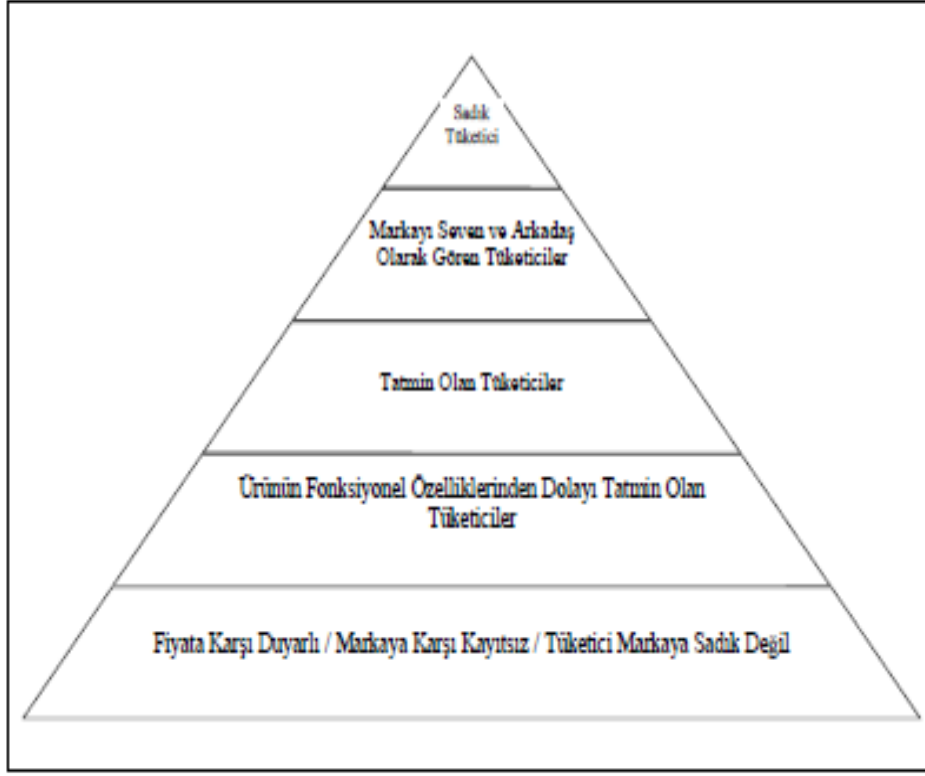 Sadık
Tüketici
Markayı Seven ve Arkadaş
Olarak Gören Tüketiciler
Tatmin Olan Tüketiciler
Ürünün Fonksiyonel Özelliklerinden Dolayı Tatmin Olan
Tüketiciler
Fiyata Karşı Duyarlı / Markaya Karşı Kayıtsız / Tüketici Markaya Sadık Değil